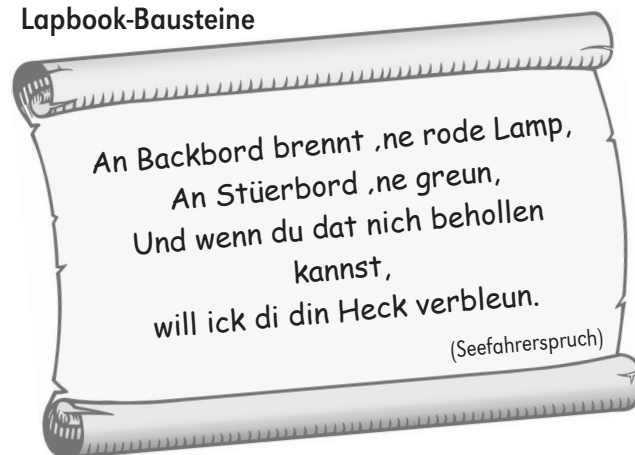 Lapbook-Bausteine
An Backbord brennt ‚ne rode Lamp,
An Stüerbord ‚ne greun,
Und wenn du dat nich behollen
kannst,
will ick di din Heck verbleun.
(Seefahrerspruch)